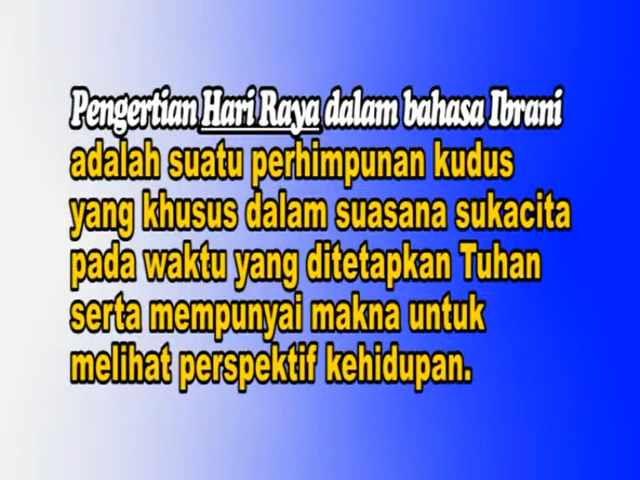 Pengertian Hari Raya dalam bahasa Ibrani
adalah suatu perhimpunan kudus
yang khusus dalam suasana sukacita
pada waktu yang ditetapkan Tuhan
serta mempunyai makna untuk
melihat perspektif kehidupan.